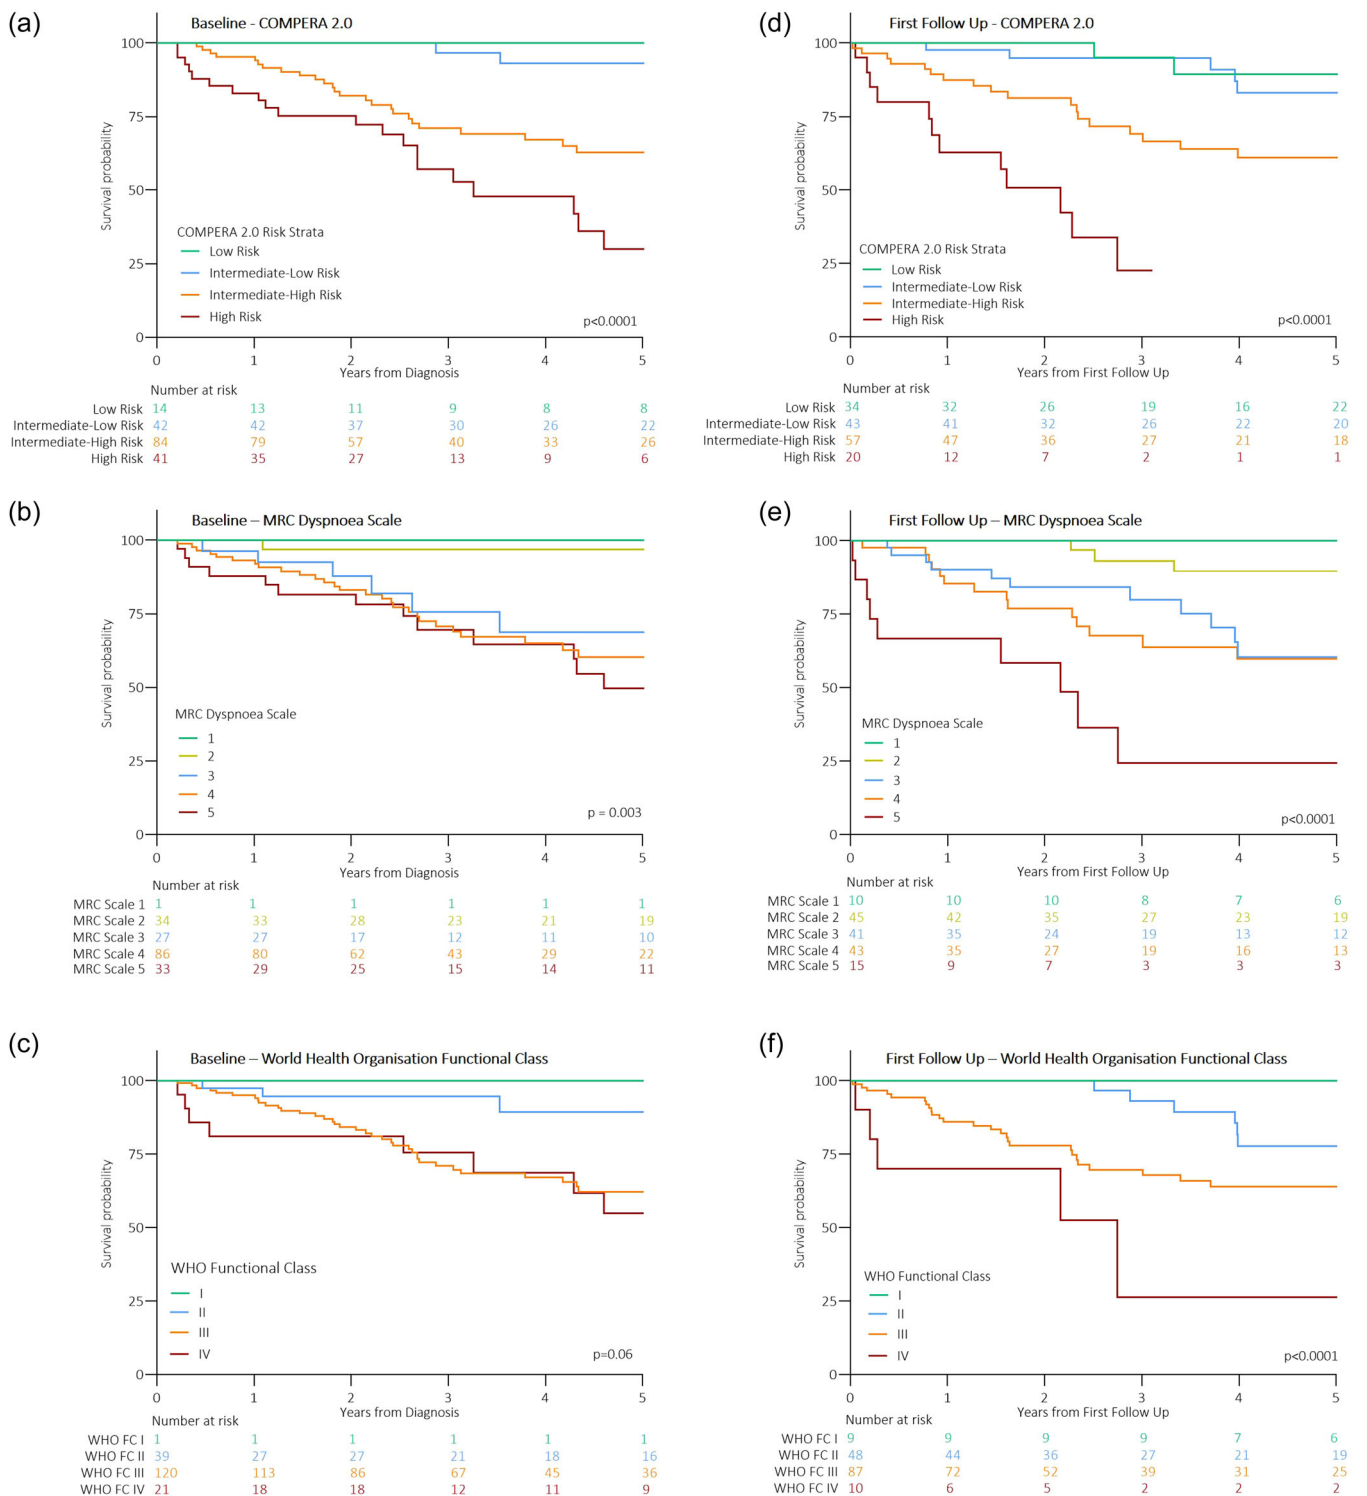 (a)
Baseline - COMPERA 2.0
Survival probability
100
75
50
25
0
COMPERA 2.0 Risk Strata
Low Risk
Intermediate-Low Risk
Intermediate-High Risk
High Risk
p<0.0001
0 1 2 3 4 5
Years from Diagnosis
Number at risk
Low Risk 14 13 11 9 8 8
Intermediate-Low Risk 42 42 37 30 26 22
Intermediate-High Risk 84 79 57 40 33 26
High Risk 41 35 27 13 9 6
(d)
First Follow Up - COMPERA 2.0
Survival probability
100
75
50
25
0
COMPERA 2.0 Risk Strata
Low Risk
Intermediate-Low Risk
Intermediate-High Risk
High Risk
p<0.0001
0 1 2 3 4 5
Years from First Follow Up
Number at risk
Low Risk 34 32 26 19 16 22
Intermediate-Low Risk 43 41 32 26 22 20
Intermediate-High Risk 57 47 36 27 21 18
High Risk 20 12 7 2 1 1
(b)
Baseline – MRC Dyspnoea Scale
Survival probability
100
75
50
25
0
MRC Dyspnoea Scale
1
2
3
4
5
p = 0.003
0 1 2 3 4 5
Years from Diagnosis
Number at risk
MRC Scale 1 1 1 1 1 1 1
MRC Scale 2 34 33 28 23 21 19
MRC Scale 3 27 27 17 12 11 10
MRC Scale 4 86 80 62 43 29 22
MRC Scale 5 33 29 25 15 14 11
(e)
First Follow Up – MRC Dyspnoea Scale
Survival probability
100
75
50
25
0
MRC Dyspnoea Scale
1
2
3
4
5
p<0.0001
0 1 2 3 4 5
Years from First Follow Up
Number at risk
MRC Scale 1 10 10 10 8 7 6
MRC Scale 2 45 42 35 27 23 19
MRC Scale 3 41 35 24 19 13 12
MRC Scale 4 43 35 27 19 16 13
MRC Scale 5 15 9 7 3 3 3
(c)
Baseline – World Health Organisation Functional Class
Survival probability
100
75
50
25
0
WHO Functional Class
I
II
III
IV
p=0.06
0 1 2 3 4 5
Years from Diagnosis
Number at risk
WHO FC I 1 1 1 1 1 1
WHO FC II 39 27 27 21 18 16
WHO FC III 120 113 86 67 45 36
WHO FC IV 21 18 18 12 11 9
(f)
First Follow Up – World Health Organisation Functional Class
Survival probability
100
75
50
25
0
WHO Functional Class
I
II
III
IV
p<0.0001
0 1 2 3 4 5
Years from First Follow Up
Number at risk
WHO FC I 9 9 9 9 7 6
WHO FC II 48 44 36 27 21 19
WHO FC III 87 72 52 39 31 25
WHO FC IV 10 6 5 2 2 2